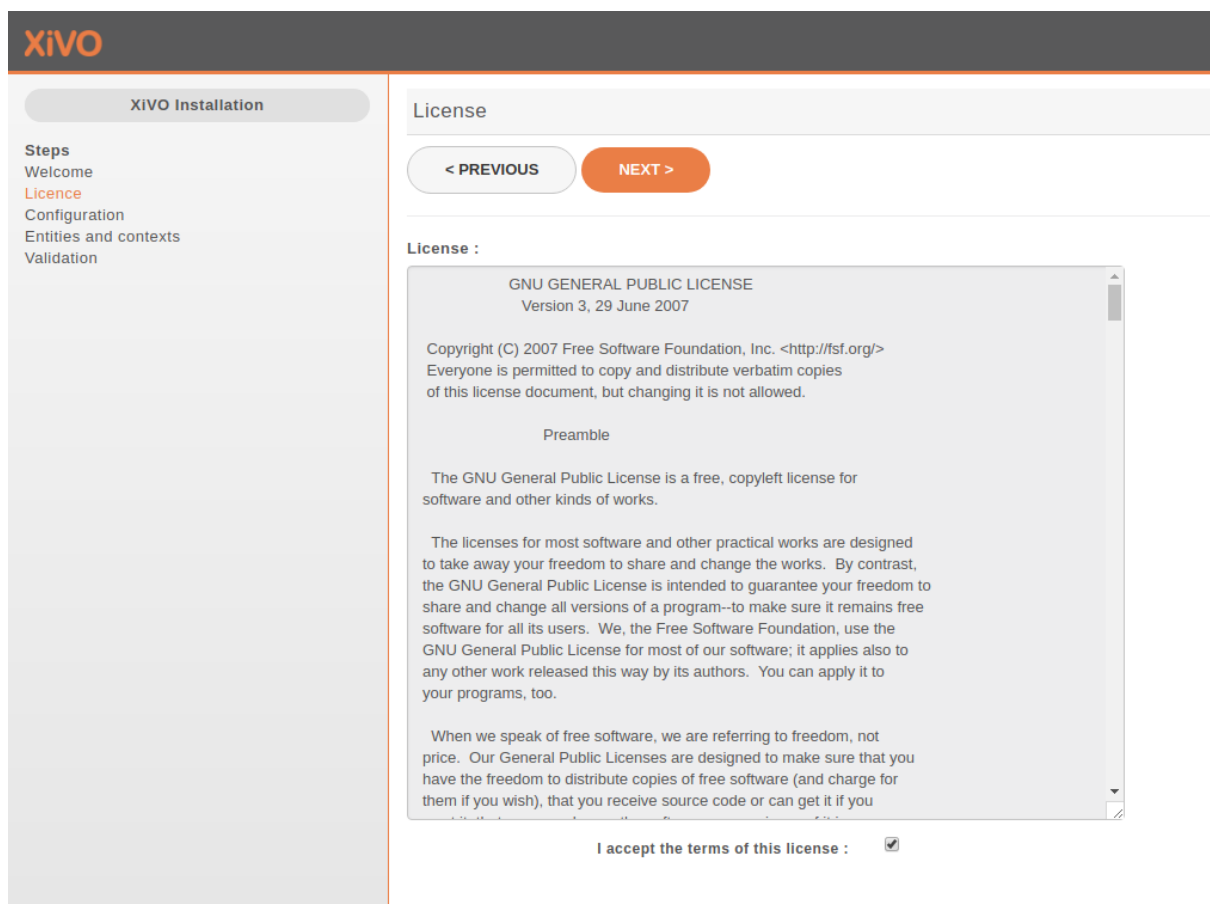 XiVO
XiVO Installation
Steps
Welcome
Licence
Configuration
Entities and contexts
Validation
License
< PREVIOUS
NEXT >
License :
GNU GENERAL PUBLIC LICENSE
Version 3, 29 June 2007
Copyright (C) 2007 Free Software Foundation, Inc. <http://fsf.org/>
Everyone is permitted to copy and distribute verbatim copies
of this license document, but changing it is not allowed.
Preamble
The GNU General Public License is a free, copyleft license for
software and other kinds of works.
The licenses for most software and other practical works are designed
to take away your freedom to share and change the works.  By contrast,
the GNU General Public License is intended to guarantee your freedom to
share and change all versions of a program--to make sure it remains free
software for all its users.  We, the Free Software Foundation, use the
GNU General Public License for most of our software; it applies also to
any other work released this way by its authors.  You can apply it to
your programs, too.
When we speak of free software, we are referring to freedom, not
price.  Our General Public Licenses are designed to make sure that you
have the freedom to distribute copies of free software (and charge for
them if you wish), that you receive source code or can get it if you
I accept the terms of this license :